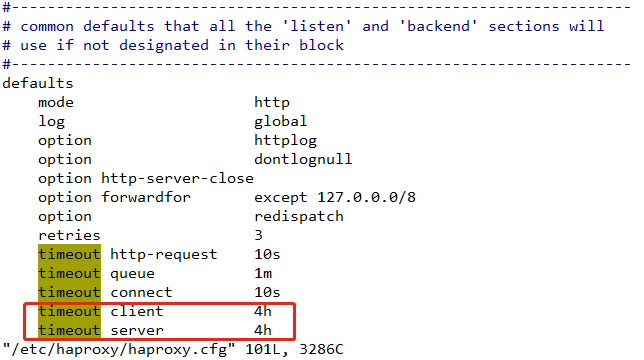 #---------------------------------------------------------------------
# common defaults that all the 'listen' and 'backend' sections will
# use if not designated in their block
#---------------------------------------------------------------------
defaults
    mode                    http
    log                     global
    option                  httplog
    option                  dontlognull
    option http-server-close
    option forwardfor       except 127.0.0.0/8
    option                  redispatch
    retries                 3
    timeout http-request    10s
    timeout queue           1m
    timeout connect         10s
    timeout client          4h
    timeout server          4h
"/etc/haproxy/haproxy.cfg" 101L, 3286C